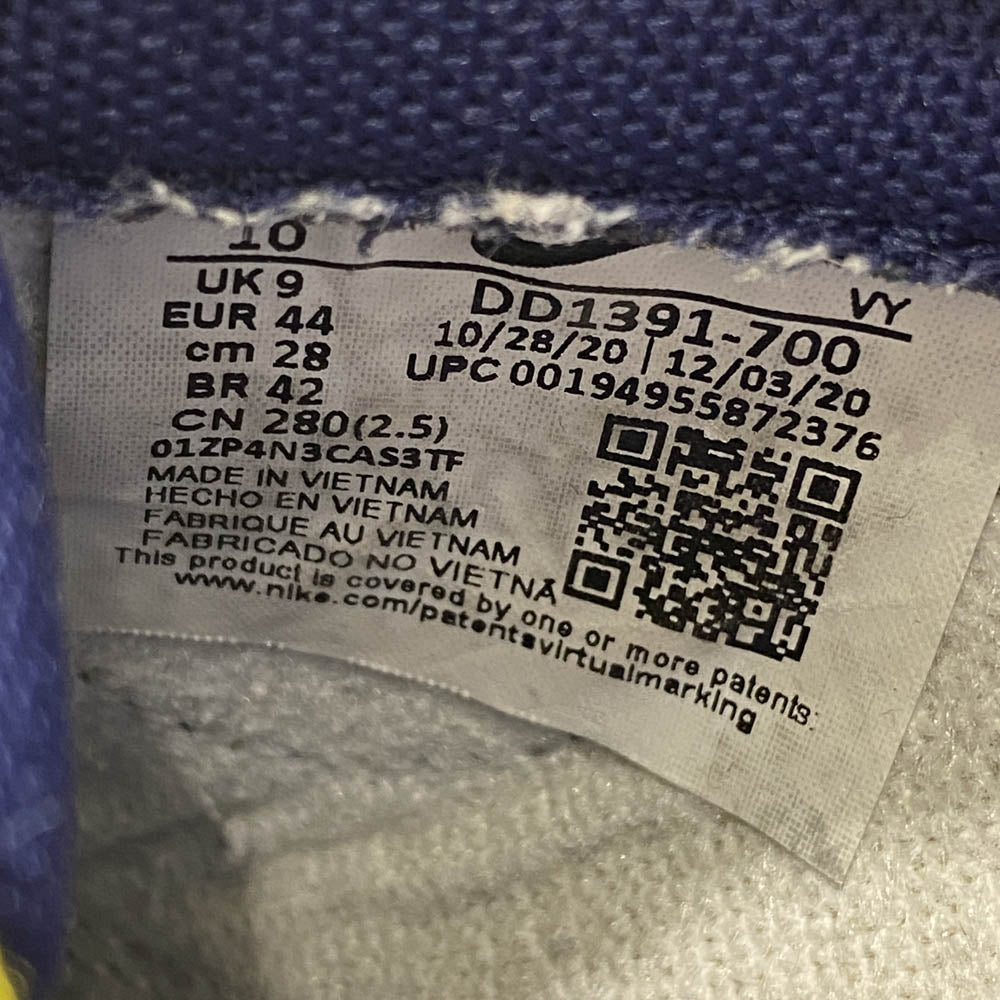 10
UK 9
EUR 44
cm 28
BR 42
CN 280(2.5)
01ZP4N3CAS3TF
MADE IN VIETNAM
HECHO EN VIETNAM
FABRIQUE AU VIETNAM
FABRICADO NO VIETNÃ
This product is covered by one or more patents:
www.nike.com/patentsvirtualmarking
VY
DD1391-700
10/28/20 | 12/03/20
UPC 00194955872376